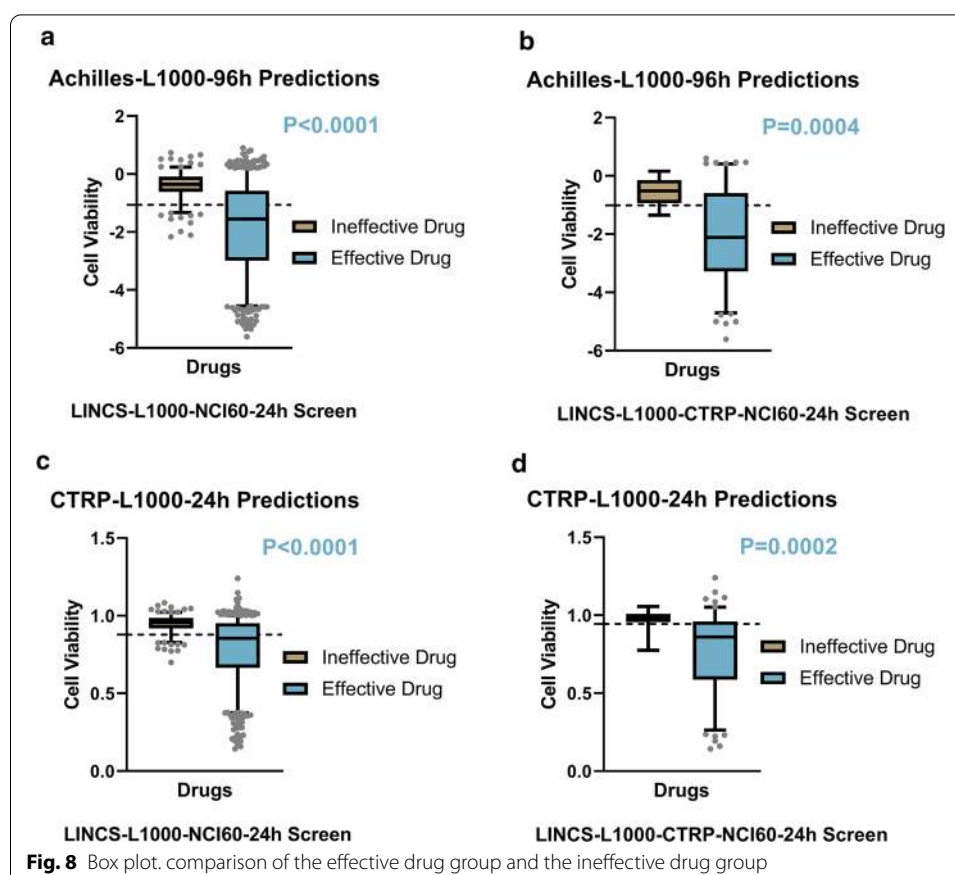 a
Achilles-L1000-96h Predictions
P<0.0001
2
0
-2
-4
-6
Cell Viability
Ineffective Drug
Effective Drug
Drugs
LINCS-L1000-NCI60-24h Screen
b
Achilles-L1000-96h Predictions
P=0.0004
2
0
-2
-4
-6
Cell Viability
Ineffective Drug
Effective Drug
Drugs
LINCS-L1000-CTRP-NCI60-24h Screen
c
CTRP-L1000-24h Predictions
P<0.0001
1.5
1.0
0.5
0.0
Cell Viability
Ineffective Drug
Effective Drug
Drugs
LINCS-L1000-NCI60-24h Screen
d
CTRP-L1000-24h Predictions
P=0.0002
1.5
1.0
0.5
0.0
Cell Viability
Ineffective Drug
Effective Drug
Drugs
LINCS-L1000-CTRP-NCI60-24h Screen
Fig. 8 Box plot. comparison of the effective drug group and the ineffective drug group